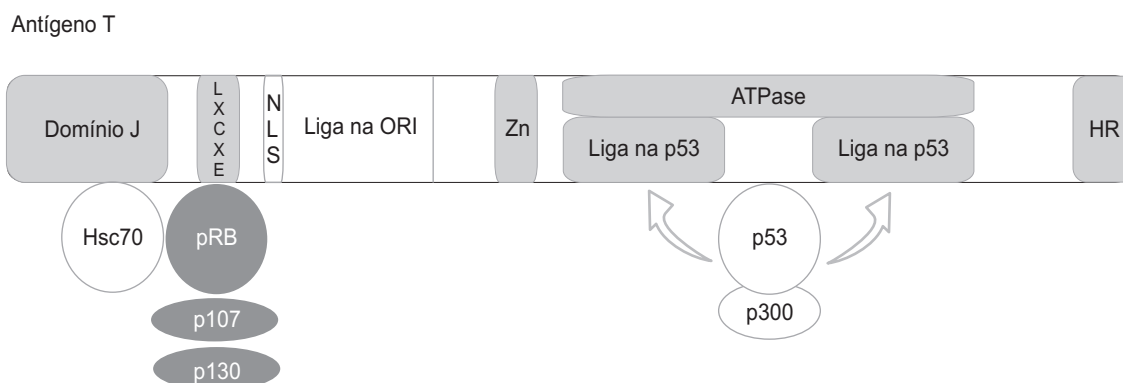 Antígeno T
Domínio J
L
X
C
X
E
N
L
S
Liga na ORI
Zn
ATPase
Liga na p53
Liga na p53
HR
Hsc70
pRB
p53
p107
p300
p130